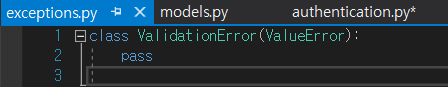 exceptions.py models.py authentication.py*
1 class ValidationError(ValueError):
2 pass
3